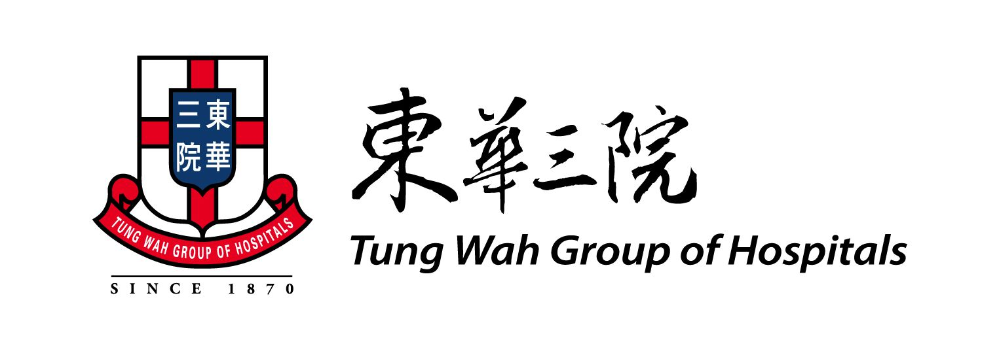 東華
三院
TUNG WAH GROUP OF HOSPITALS
SINCE 1870
東華三院
Tung Wah Group of Hospitals